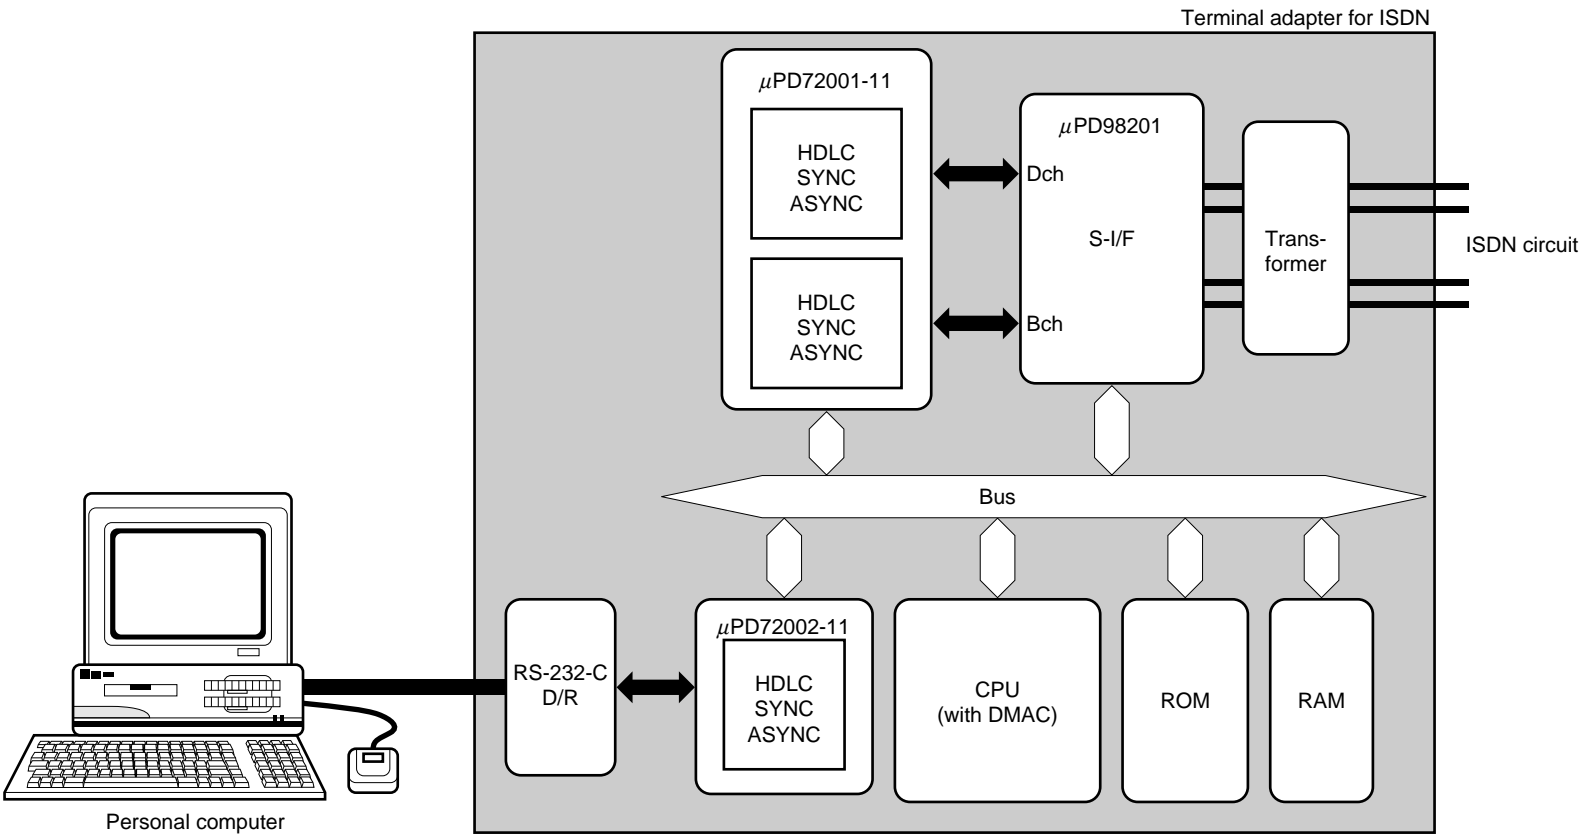 Terminal adapter for ISDN
μPD72001-11
HDLC
SYNC
ASYNC
HDLC
SYNC
ASYNC
μPD98201
Dch
S-I/F
Bch
Trans-
former
ISDN circuit
Bus
RS-232-C
D/R
μPD72002-11
HDLC
SYNC
ASYNC
CPU
(with DMAC)
ROM
RAM
Personal computer